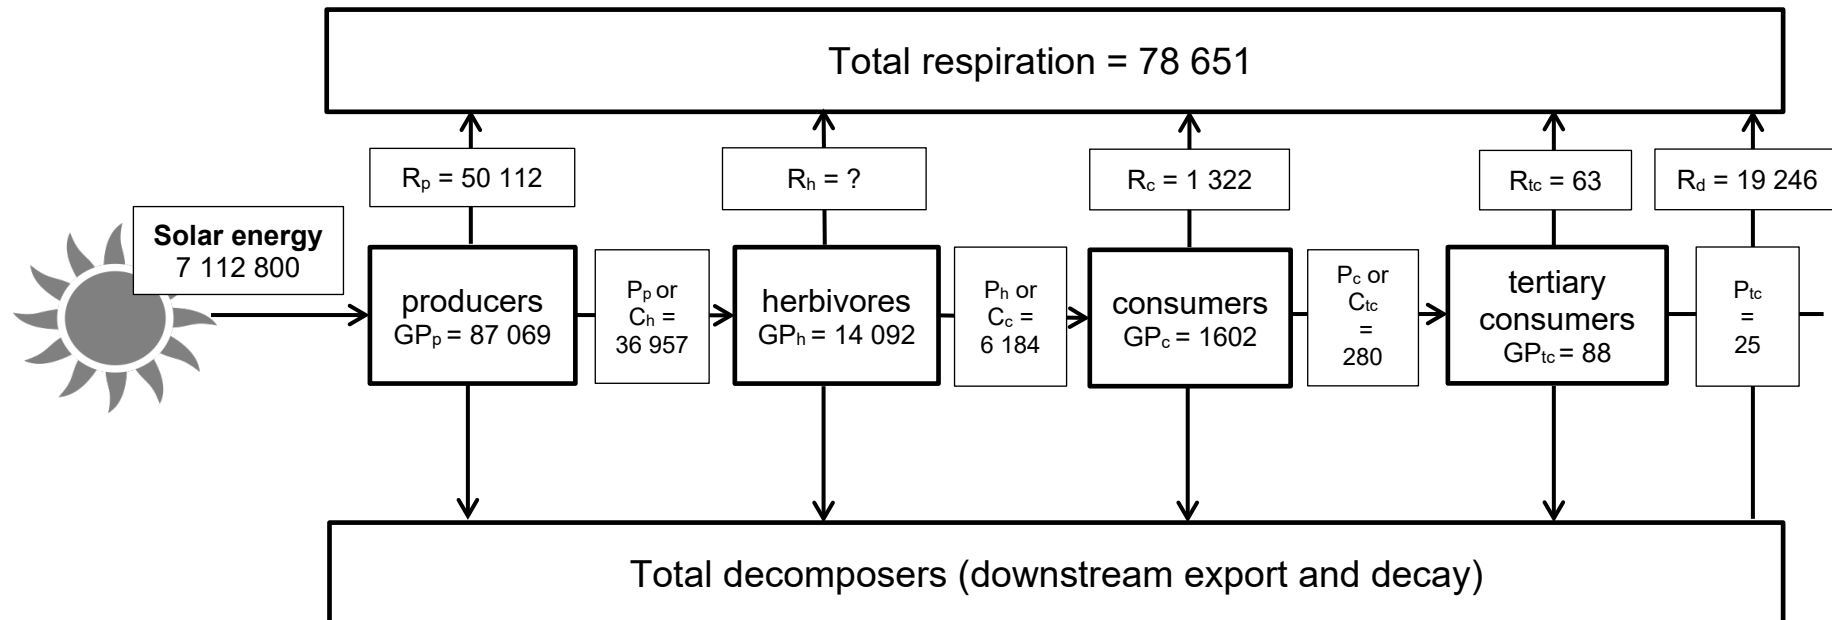 Total respiration = 78 651
Rp = 50 112
Rh = ?
Rc = 1 322
Rtc = 63
Rd = 19 246
Solar energy
7 112 800
producers
GPp = 87 069
Pp or
Ch =
36 957
herbivores
GPh = 14 092
Ph or
Cc =
6 184
consumers
GPc = 1602
Pc or
Ctc
=
280
tertiary
consumers
GPtc = 88
Ptc
=
25
Total decomposers (downstream export and decay)